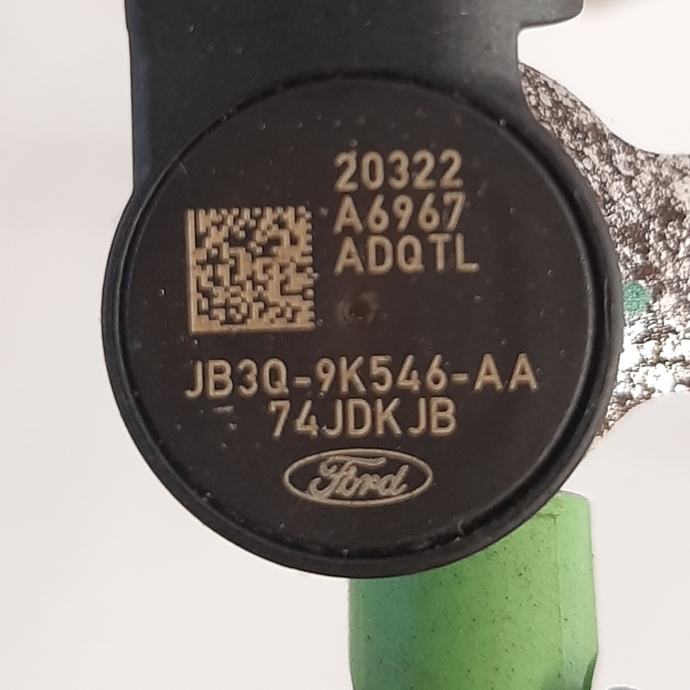 20322
A6967
ADQTL
JB3Q-9K546-AA
74JDKJB
Ford